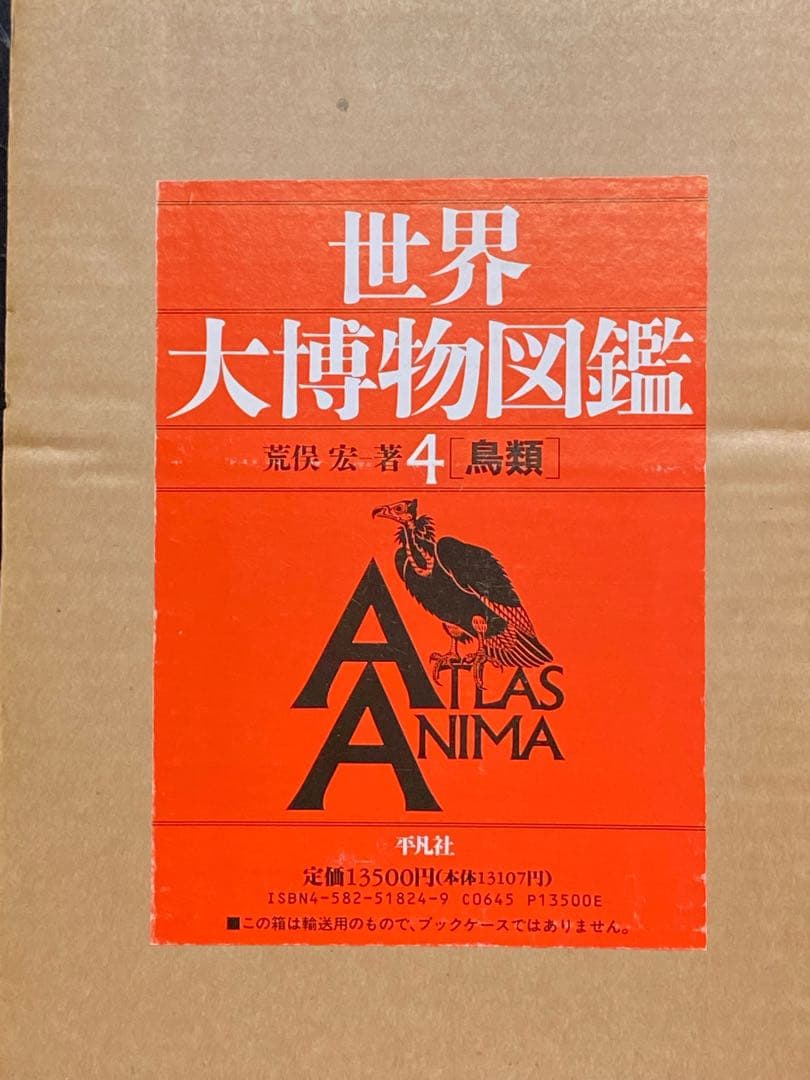 世界
大博物図鑑
荒俣 宏 著 4[鳥類]
ATLAS
ANIMA
平凡社
定価13500円(本体13107円)
ISBN4-582-51824-9 C0645 P13500E
■この箱は輸送用のもので、ブックケースではありません。